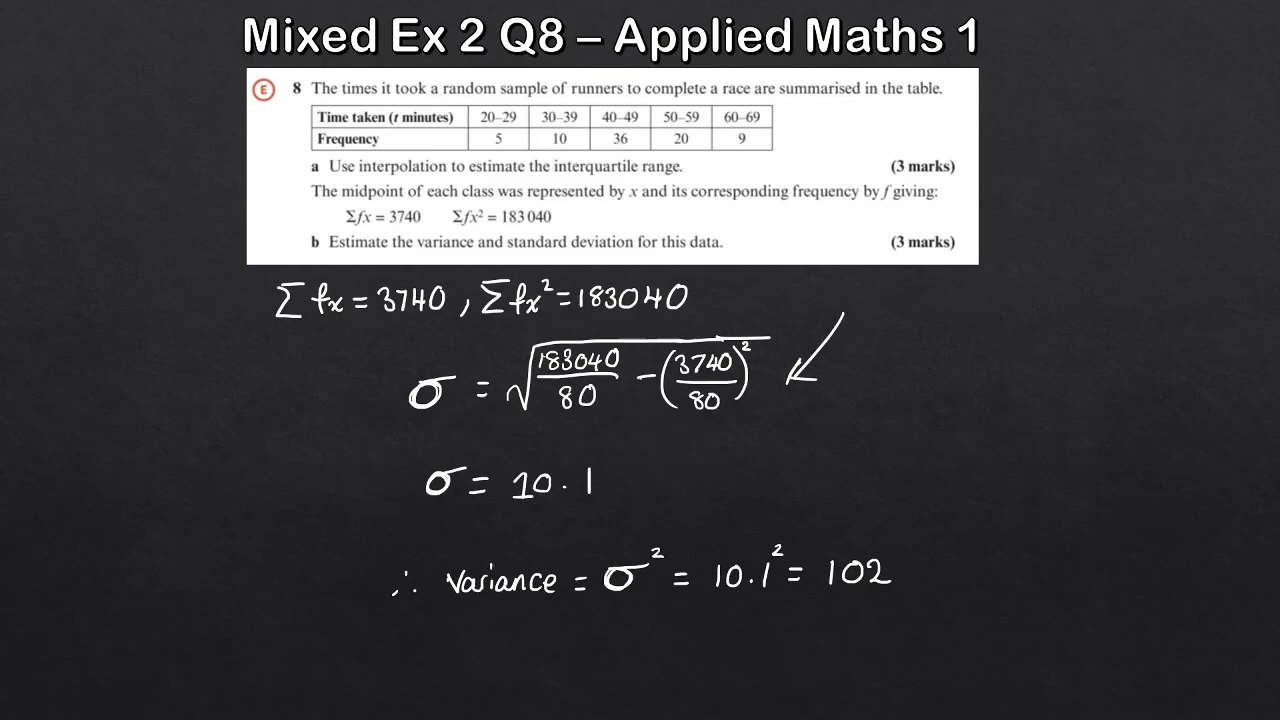 Mixed Ex 2 Q8 – Applied Maths 1
E 8 The times it took a random sample of runners to complete a race are summarised in the table.
Time taken (t minutes) 20–29 30–39 40–49 50–59 60–69
Frequency 5 10 36 20 9
a Use interpolation to estimate the interquartile range. (3 marks)
The midpoint of each class was represented by x and its corresponding frequency by f giving:
Σfx = 3740 Σfx² = 183 040
b Estimate the variance and standard deviation for this data. (3 marks)
Σfx = 3740 , Σfx² = 183040
σ = √(183040/80 − (3740/80)²)
σ = 10.1
∴ variance = σ² = 10.1² = 102